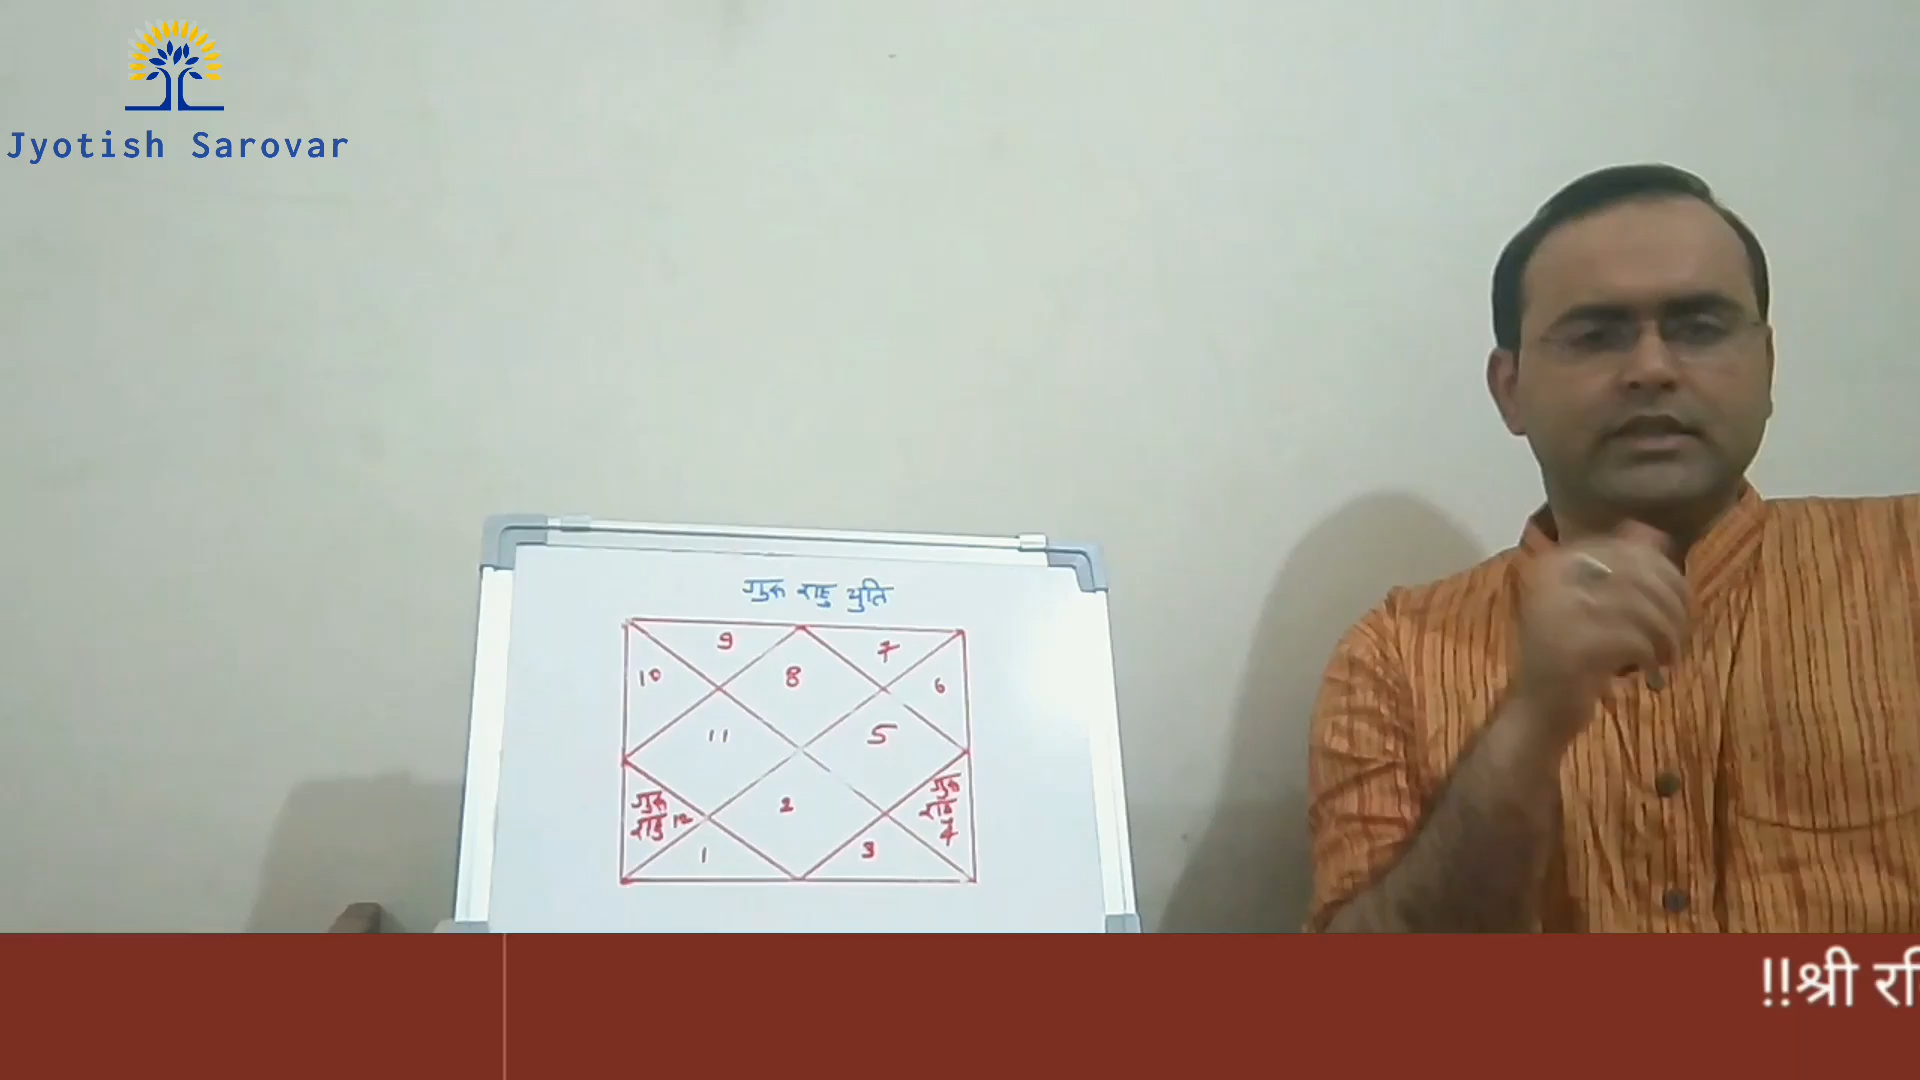 Jyotish Sarovar
गुरू राहु युति
9
7
10
8
6
11
5
गुरू
राहु 12
2
गुरू
राहु
4
1
3
!!श्री